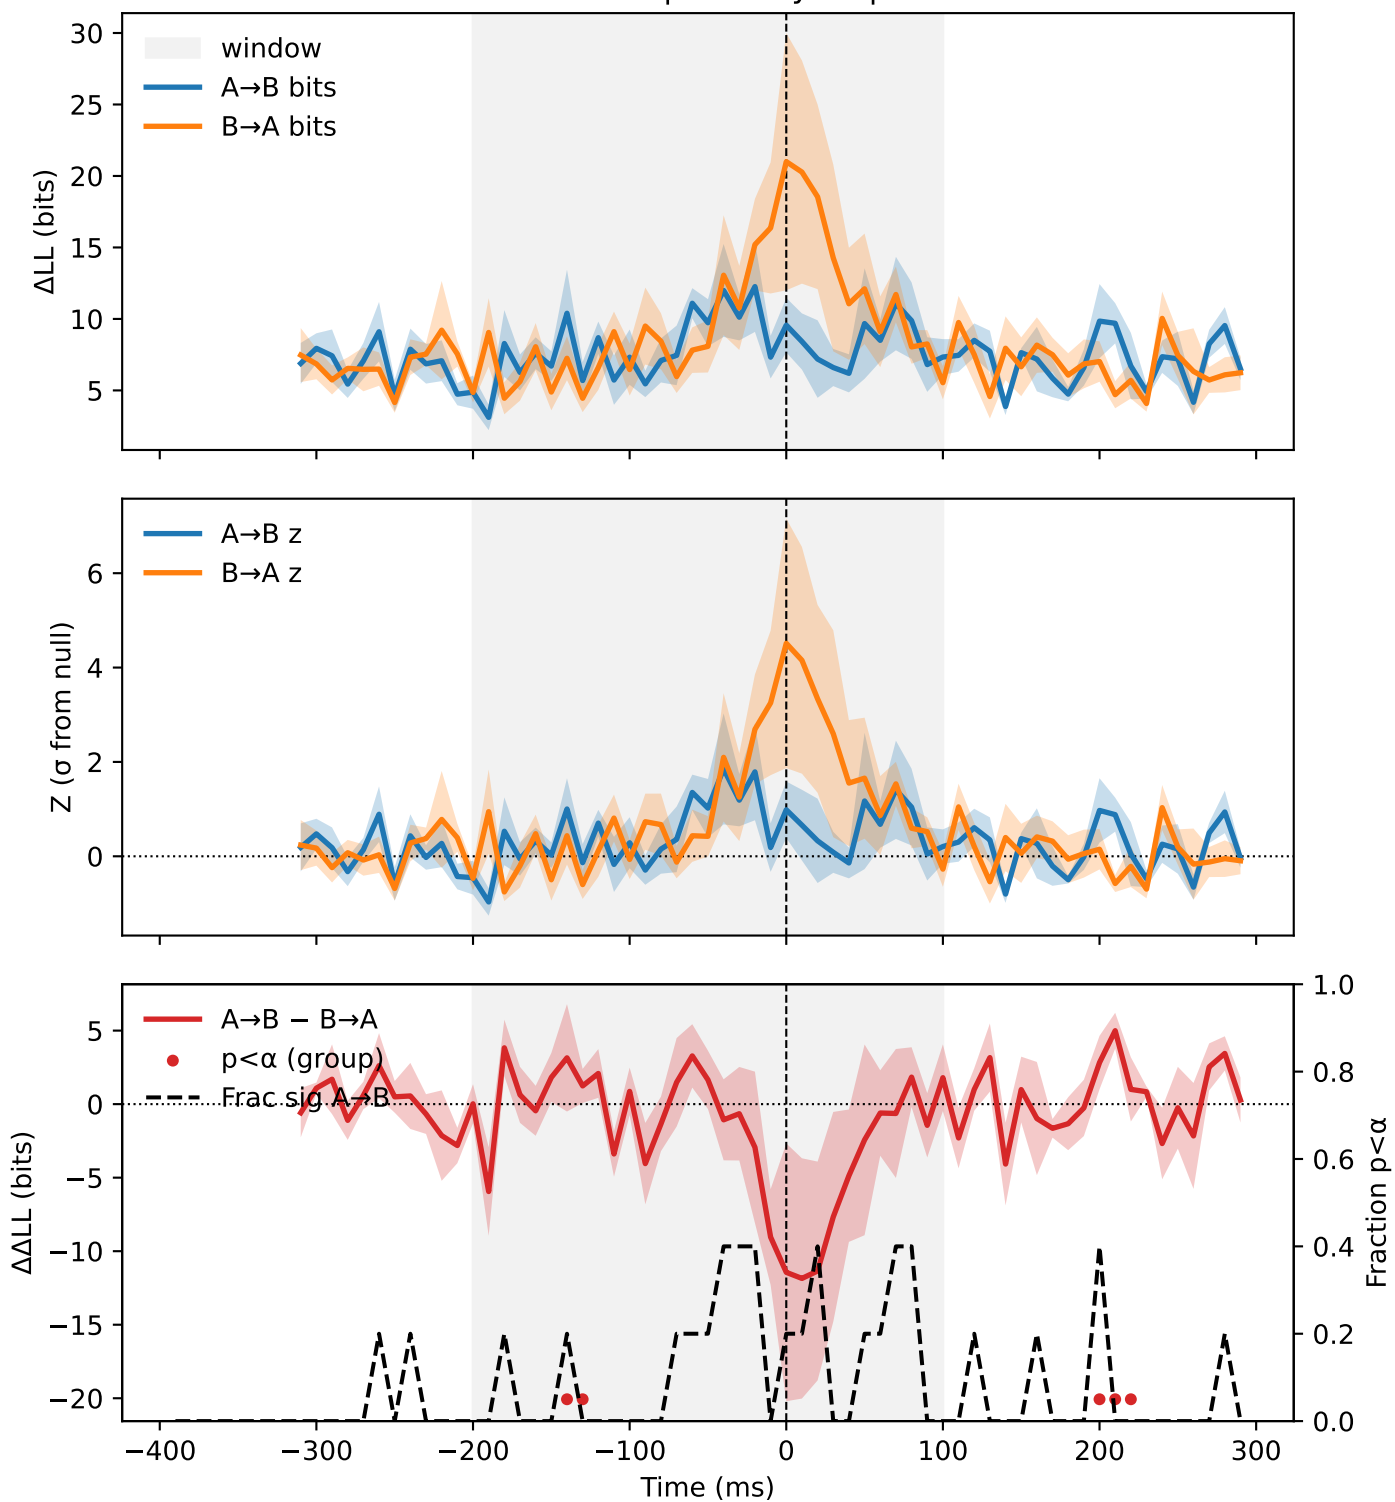 30
25
20
15
10
5
ΔLL (bits)
window
A→B bits
B→A bits
6
4
2
0
Z (σ from null)
A→B z
B→A z
5
0
−5
−10
−15
−20
ΔΔLL (bits)
A→B − B→A
p<α (group)
Frac sig A→B
1.0
0.8
0.6
0.4
0.2
0.0
Fraction p<α
−400 −300 −200 −100 0 100 200 300
Time (ms)